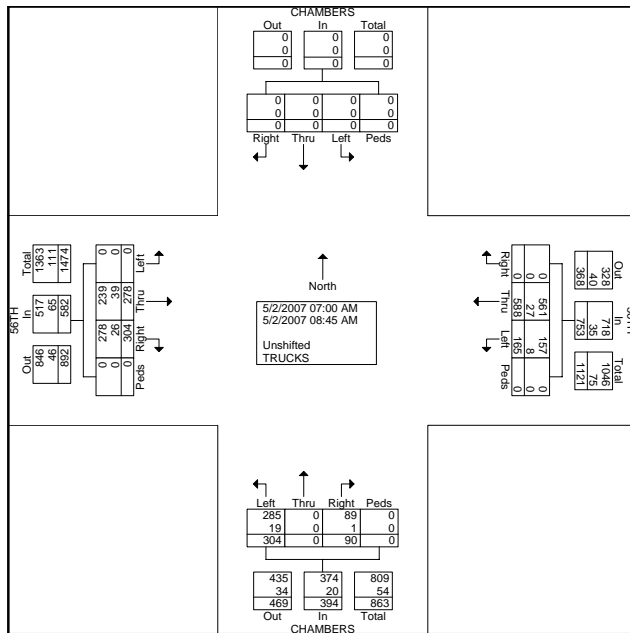 CHAMBERS
Out In Total
0 0 0
0 0 0
0 0 0
0 0 0 0
0 0 0 0
0 0 0 0
Right Thru Left Peds
56TH
Out In Total
846 517 1363
46 65 111
892 582 1474
Peds Right Thru Left
0 278 239 0
0 26 39 0
0 304 278 0
North
5/2/2007 07:00 AM
5/2/2007 08:45 AM
Unshifted
TRUCKS
Out In Total
328 718 1046
40 35 75
368 753 1121
Right Thru Left Peds
0 561 157 0
0 27 8 0
0 588 165 0
Left Thru Right Peds
285 0 89 0
19 0 1 0
304 0 90 0
435 374 809
34 20 54
469 394 863
Out In Total
CHAMBERS